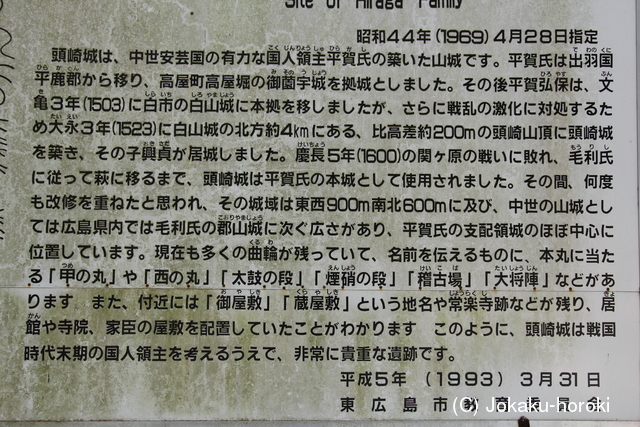 Site of Hiraga Family
昭和44年(1969)4月28日指定
頭崎城は、中世安芸国の有力な国人領主平賀氏の築いた山城です。平賀氏は出羽国
平鹿郡から移り、高屋町高屋堀の御薗宇城を拠城としました。その後平賀弘保は、文
亀3年(1503)に白市の白山城に本拠を移しましたが、さらに戦乱の激化に対処するた
め大永3年(1523)に白山城の北方約4kmにある、比高差約200mの頭崎山頂に頭崎城
を築き、その子興貞が居城しました。慶長5年(1600)の関ヶ原の戦いに敗れ、毛利氏
に従って萩に移るまで、頭崎城は平賀氏の本城として使用されました。その間、何度
も改修を重ねたと思われ、その城域は東西900m南北600mに及び、中世の山城とし
ては広島県内では毛利氏の郡山城に次ぐ広さがあり、平賀氏の支配領域のほぼ中心に
位置しています。現在も多くの曲輪が残っていて、名前を伝えるものに、本丸に当た
る「甲の丸」や「西の丸」「太鼓の段」「煙硝の段」「稽古場」「大将陣」などがあ
ります　また、付近には「御屋敷」「蔵屋敷」という地名や常楽寺跡などが残り、居
館や寺院、家臣の屋敷を配置していたことがわかります　このように、頭崎城は戦国
時代末期の国人領主を考えるうえで、非常に貴重な遺跡です。
平成5年（1993）3月31日
東広島市教育委員会
(C) Jokaku-horoki